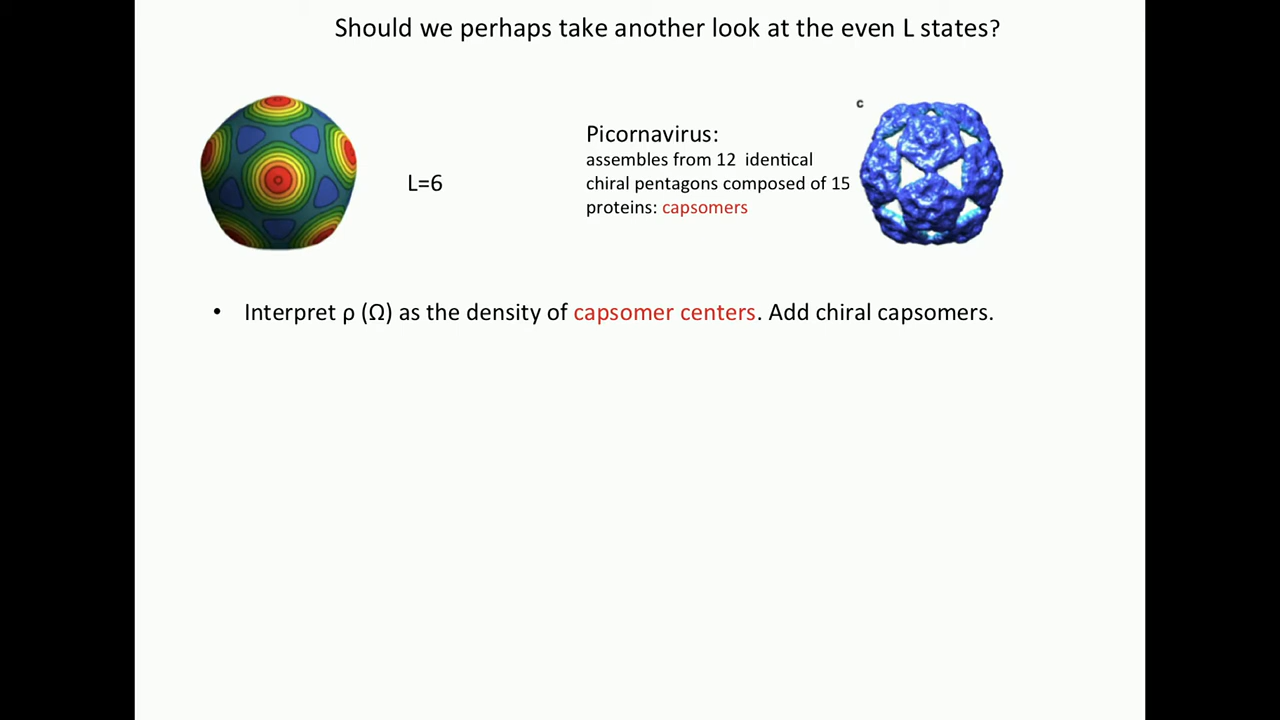 Should we perhaps take another look at the even L states?
c
Picornavirus:
assembles from 12 identical
L=6
chiral pentagons composed of 15
proteins: capsomers
• Interpret ρ (Ω) as the density of capsomer centers. Add chiral capsomers.